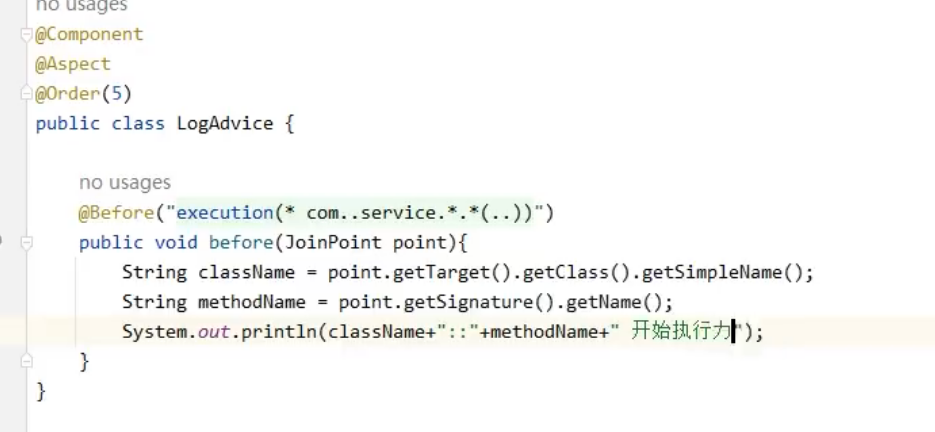 no usages
@Component
@Aspect
@Order(5)
public class LogAdvice {
no usages
@Before("execution(* com..service.*.*(..))")
public void before(JoinPoint point){
String className = point.getTarget().getClass().getSimpleName();
String methodName = point.getSignature().getName();
System.out.println(className+"::"+methodName+" 开始执行力");
}
}